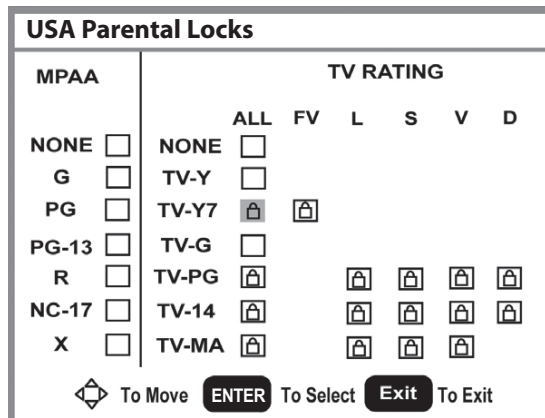 USA Parental Locks
MPAA TV RATING
ALL FV L S V D
NONE NONE
G TV-Y
PG TV-Y7
PG-13 TV-G
R TV-PG
NC-17 TV-14
X TV-MA
To Move ENTER To Select Exit To Exit